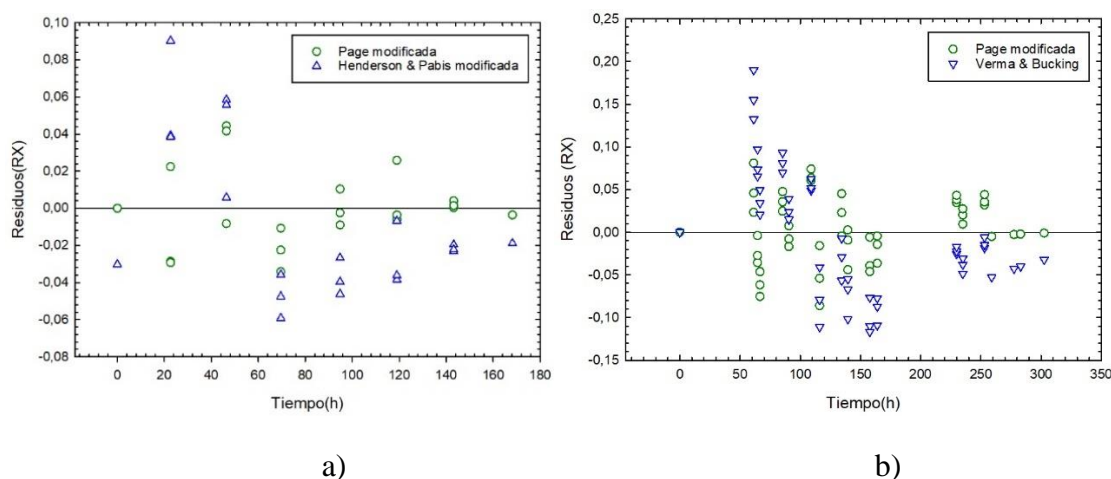 0,10
0,08
0,06
0,04
0,02
0,00
-0,02
-0,04
-0,06
-0,08
Residuos(RX)
Page modificada
Henderson & Pabis modificada
0 20 40 60 80 100 120 140 160 180
Tiempo(h)
a)
0,25
0,20
0,15
0,10
0,05
0,00
-0,05
-0,10
-0,15
Residuos (RX)
Page modificada
Verma & Bucking
0 50 100 150 200 250 300 350
Tiempo(h)
b)